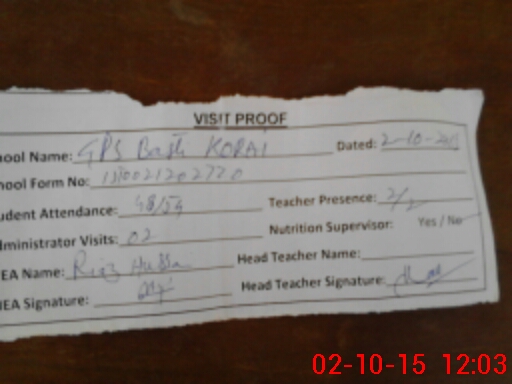 VISIT PROOF
hool Name: GPS Basti KORAI Dated: 2-10-
hool Form No:
udent Attendance: 48/54 Teacher Presence: 2/2
dministrator Visits: 02 Nutrition Supervisor: Yes / No
EA Name: Riaz Head Teacher Name:
EA Signature: Head Teacher Signature:
02-10-15 12:03